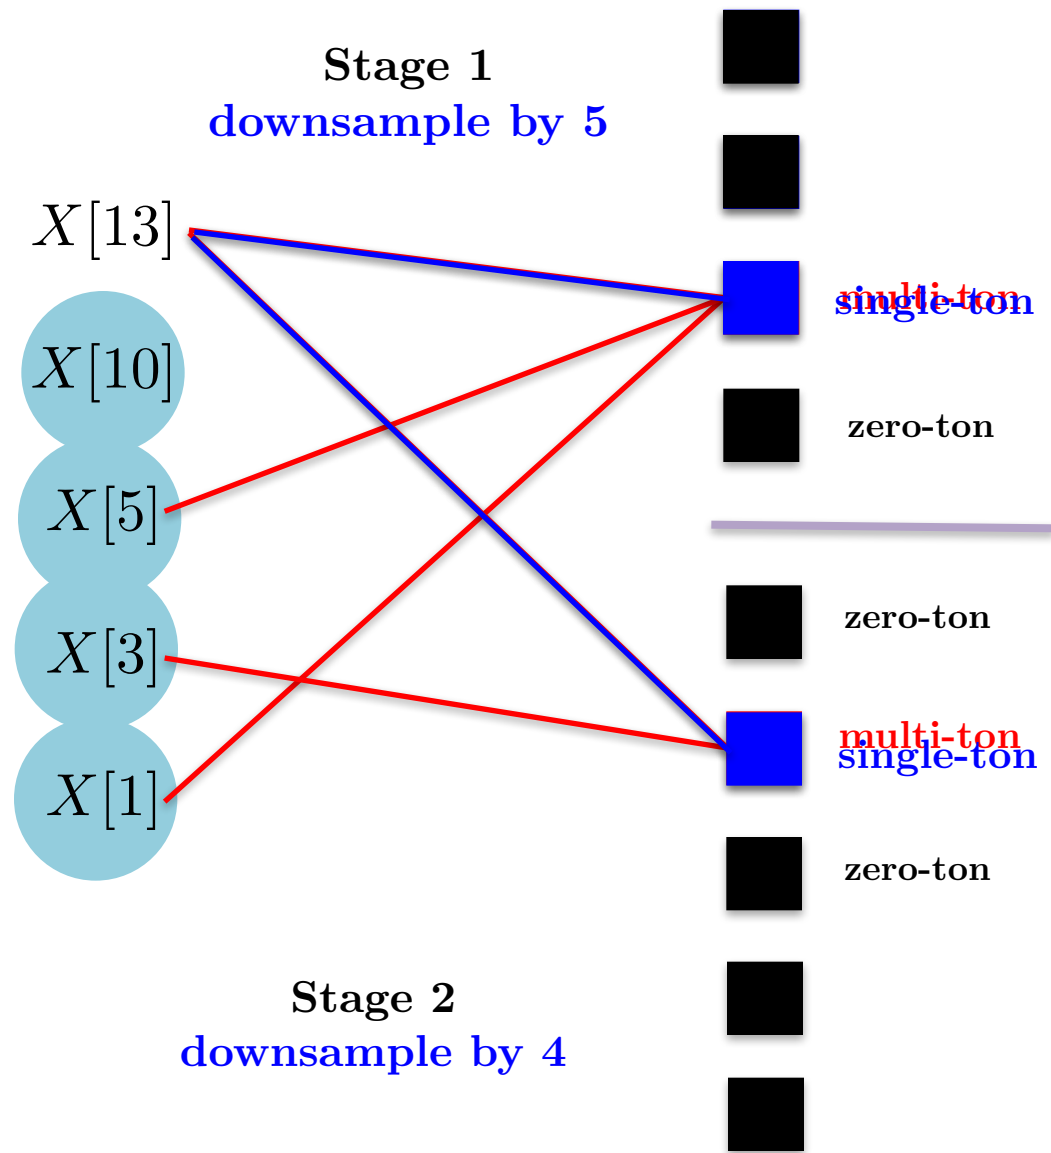 Stage 1
downsample by 5
X[13]
multi-ton
single-ton
X[10]
zero-ton
X[5]
zero-ton
X[3]
multi-ton
single-ton
X[1]
zero-ton
Stage 2
downsample by 4